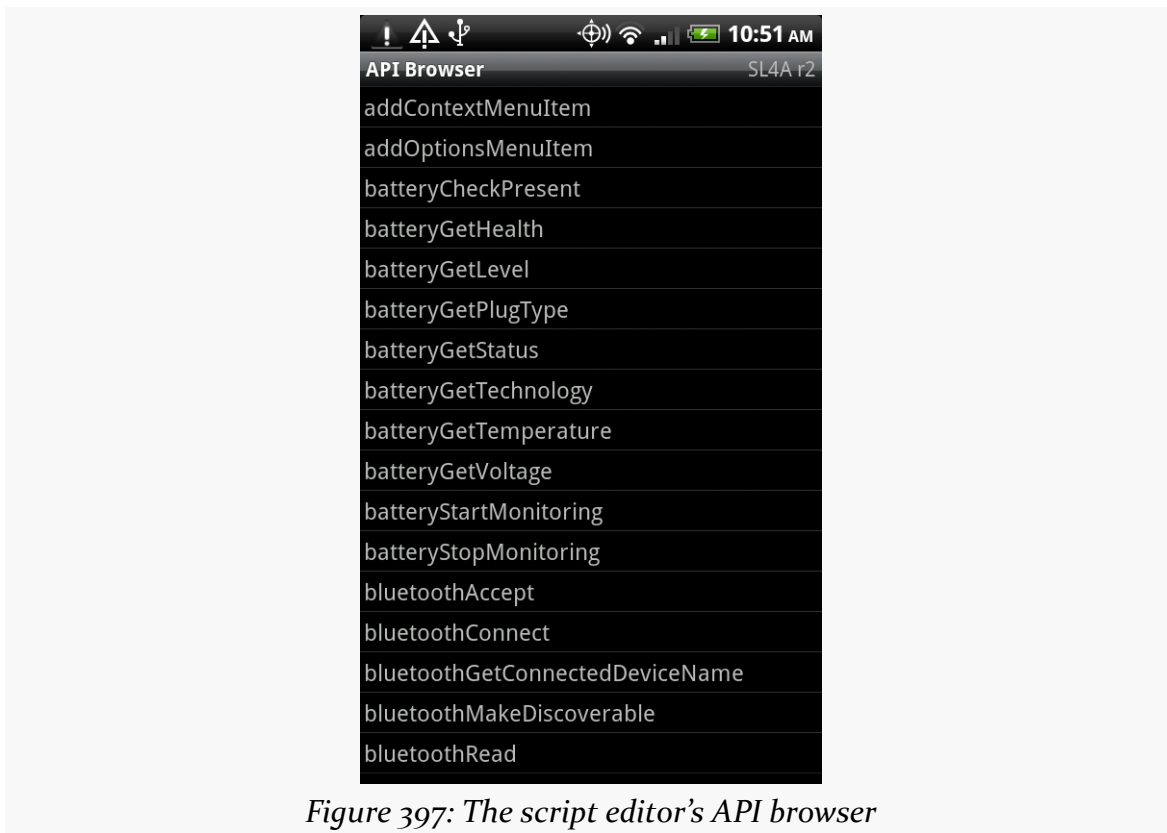 10:51 AM
API Browser SL4A r2
addContextMenuItem
addOptionsMenuItem
batteryCheckPresent
batteryGetHealth
batteryGetLevel
batteryGetPlugType
batteryGetStatus
batteryGetTechnology
batteryGetTemperature
batteryGetVoltage
batteryStartMonitoring
batteryStopMonitoring
bluetoothAccept
bluetoothConnect
bluetoothGetConnectedDeviceName
bluetoothMakeDiscoverable
bluetoothRead
Figure 397: The script editor’s API browser